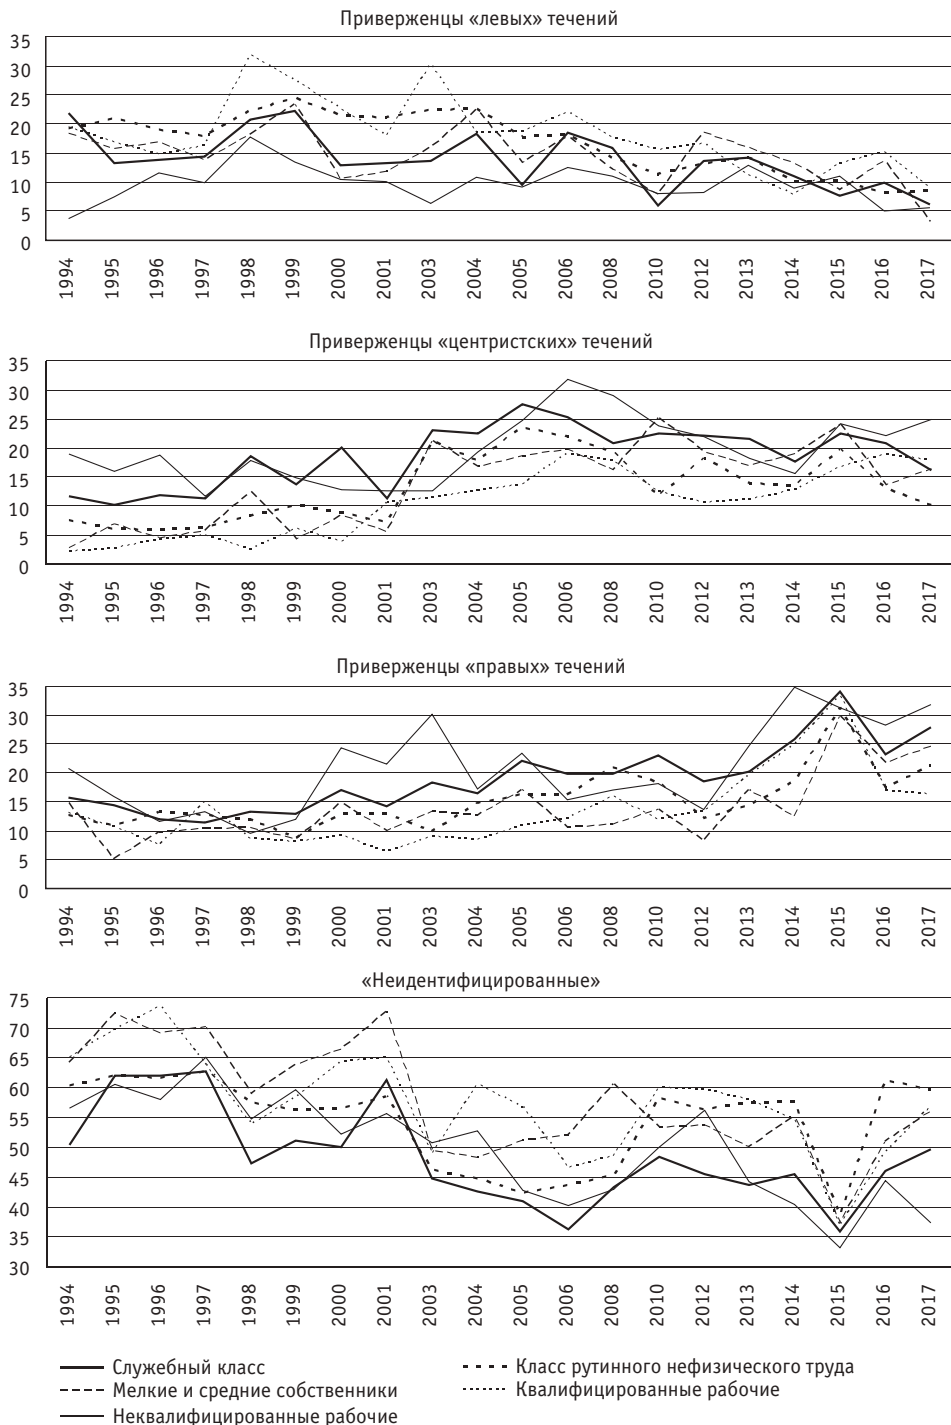 Приверженцы «левых» течений
35
30
25
20
15
10
5
0
1994 1995 1996 1997 1998 1999 2000 2001 2003 2004 2005 2006 2008 2010 2012 2013 2014 2015 2016 2017
Приверженцы «центристских» течений
35
30
25
20
15
10
5
0
1994 1995 1996 1997 1998 1999 2000 2001 2003 2004 2005 2006 2008 2010 2012 2013 2014 2015 2016 2017
Приверженцы «правых» течений
35
30
25
20
15
10
5
0
1994 1995 1996 1997 1998 1999 2000 2001 2003 2004 2005 2006 2008 2010 2012 2013 2014 2015 2016 2017
«Неидентифицированные»
75
70
65
60
55
50
45
40
35
30
1994 1995 1996 1997 1998 1999 2000 2001 2003 2004 2005 2006 2008 2010 2012 2013 2014 2015 2016 2017
Служебный класс
Мелкие и средние собственники
Неквалифицированные рабочие
Класс рутинного нефизического труда
Квалифицированные рабочие